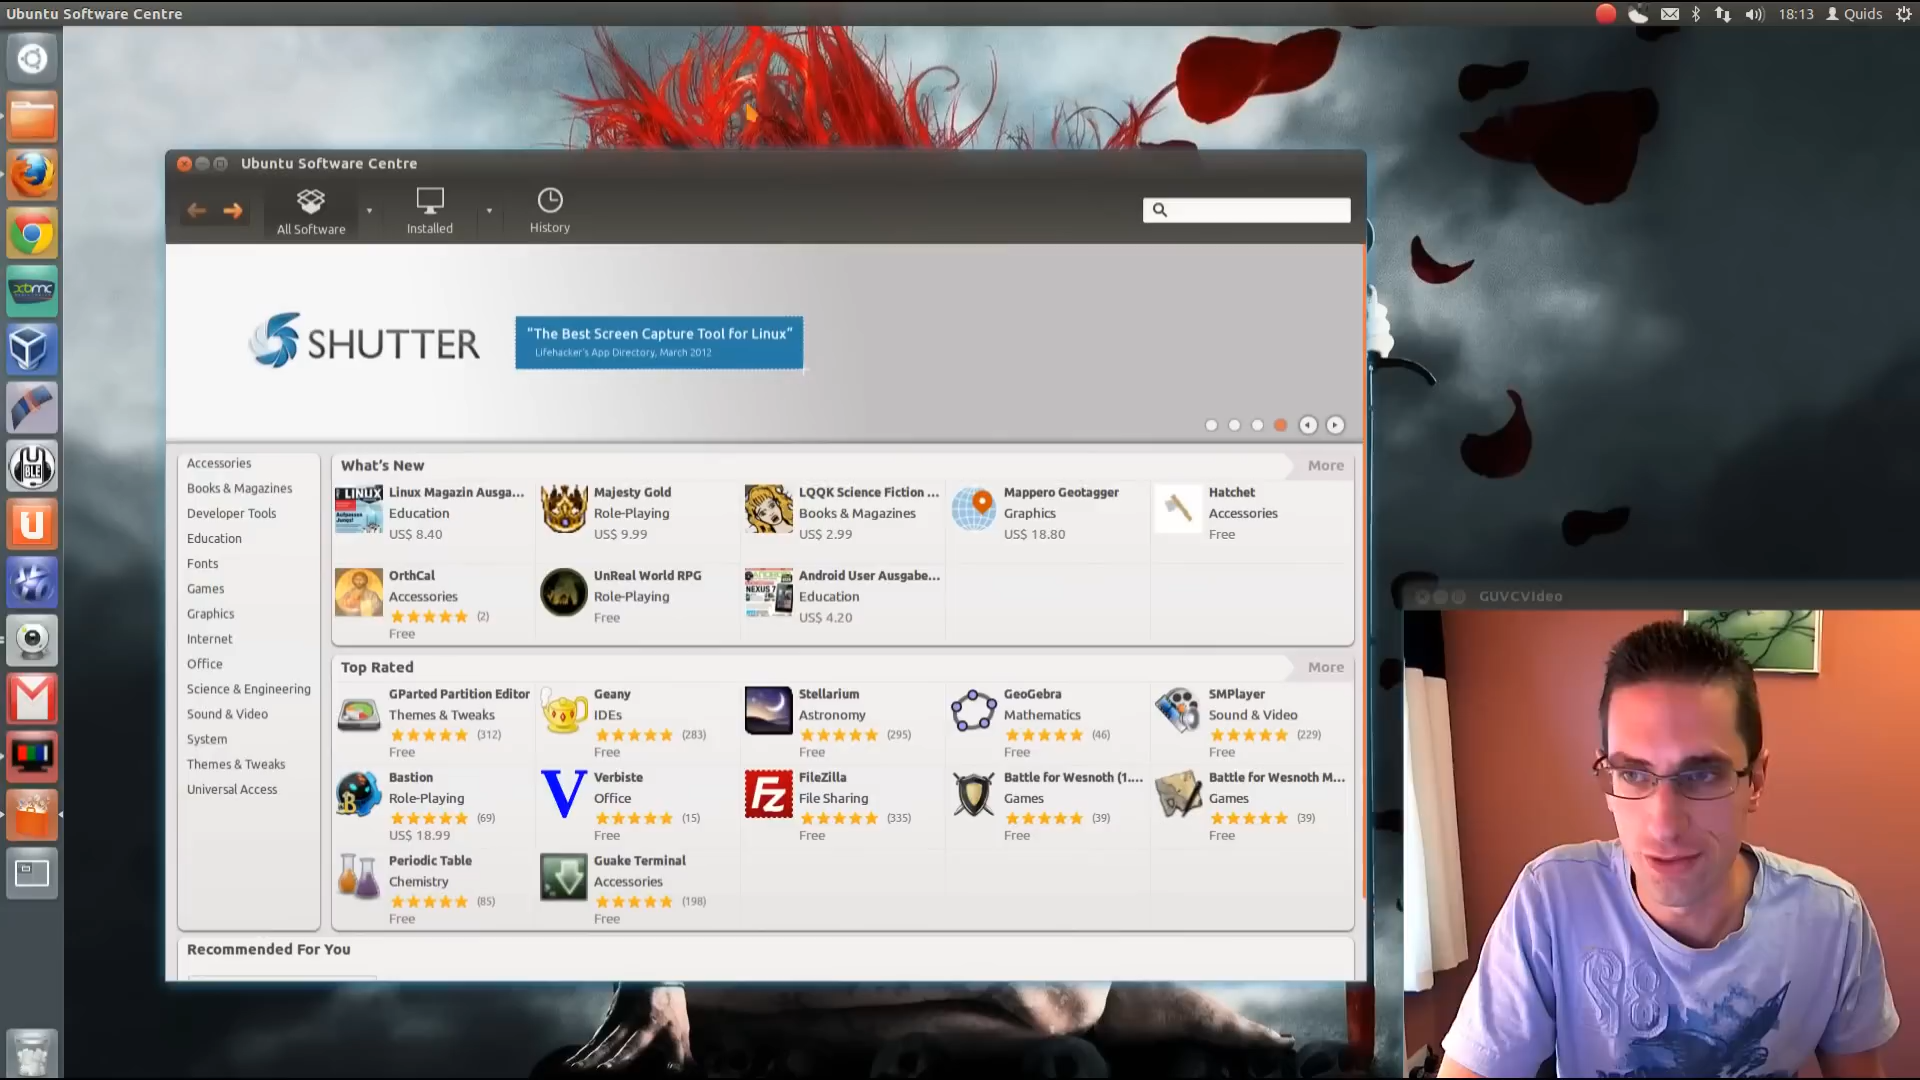 Ubuntu Software Centre
18:13 Quids
Ubuntu Software Centre
All Software
Installed
History
SHUTTER
“The Best Screen Capture Tool for Linux”
Lifehacker's App Directory, March 2012
Accessories
Books & Magazines
Developer Tools
Education
Fonts
Games
Graphics
Internet
Office
Science & Engineering
Sound & Video
System
Themes & Tweaks
Universal Access
What's New
More
Linux Magazin Ausga...
Education
US$ 8.40
Majesty Gold
Role-Playing
US$ 9.99
LQQK Science Fiction ...
Books & Magazines
US$ 2.99
Mappero Geotagger
Graphics
US$ 18.80
Hatchet
Accessories
Free
OrthCal
Accessories
(2)
Free
UnReal World RPG
Role-Playing
Free
Android User Ausgabe...
Education
US$ 4.20
Top Rated
More
GParted Partition Editor
Themes & Tweaks
(312)
Free
Geany
IDEs
(283)
Free
Stellarium
Astronomy
(295)
Free
GeoGebra
Mathematics
(46)
Free
SMPlayer
Sound & Video
(229)
Free
Bastion
Role-Playing
(69)
US$ 18.99
Verbiste
Office
(15)
Free
FileZilla
File Sharing
(335)
Free
Battle for Wesnoth (1....
Games
(39)
Free
Battle for Wesnoth M...
Games
(39)
Free
Periodic Table
Chemistry
(85)
Free
Guake Terminal
Accessories
(198)
Free
Recommended For You
GUVCVideo